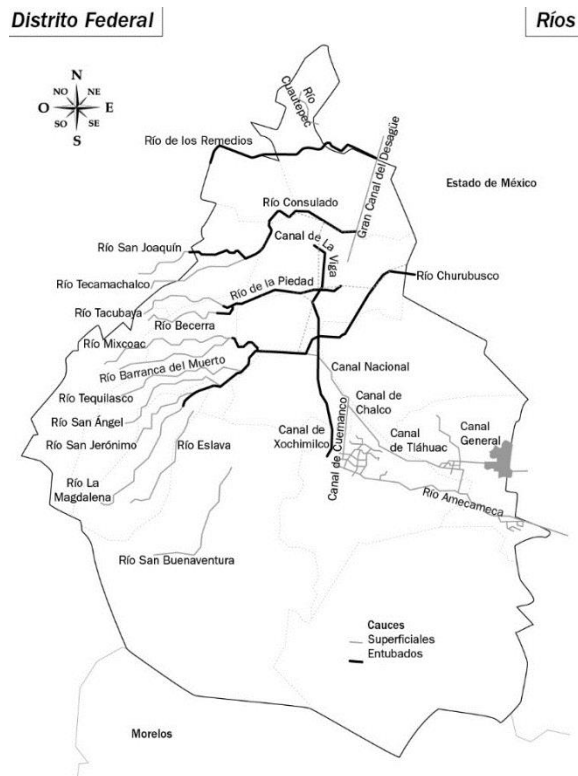 Distrito Federal
Ríos
N
NO
NE
O
E
SO
SE
S
Río
Cuautepec
Río de los Remedios
Gran Canal del Desagüe
Estado de México
Río Consulado
Canal de La
Viga
Río San Joaquín
Río Tecamachalco
Río de la Piedad
Río Churubusco
Río Tacubaya
Río Becerra
Río Mixcoac
Río Barranca del Muerto
Canal Nacional
Río Tequilasco
Canal de
Chalco
Río San Ángel
Canal de
Xochimilco
Canal de Cuemanco
Canal
de Tláhuac
Canal
General
Río San Jerónimo
Río Eslava
Río La
Magdalena
Río Amecameca
Río San Buenaventura
Cauces
Superficiales
Entubados
Morelos